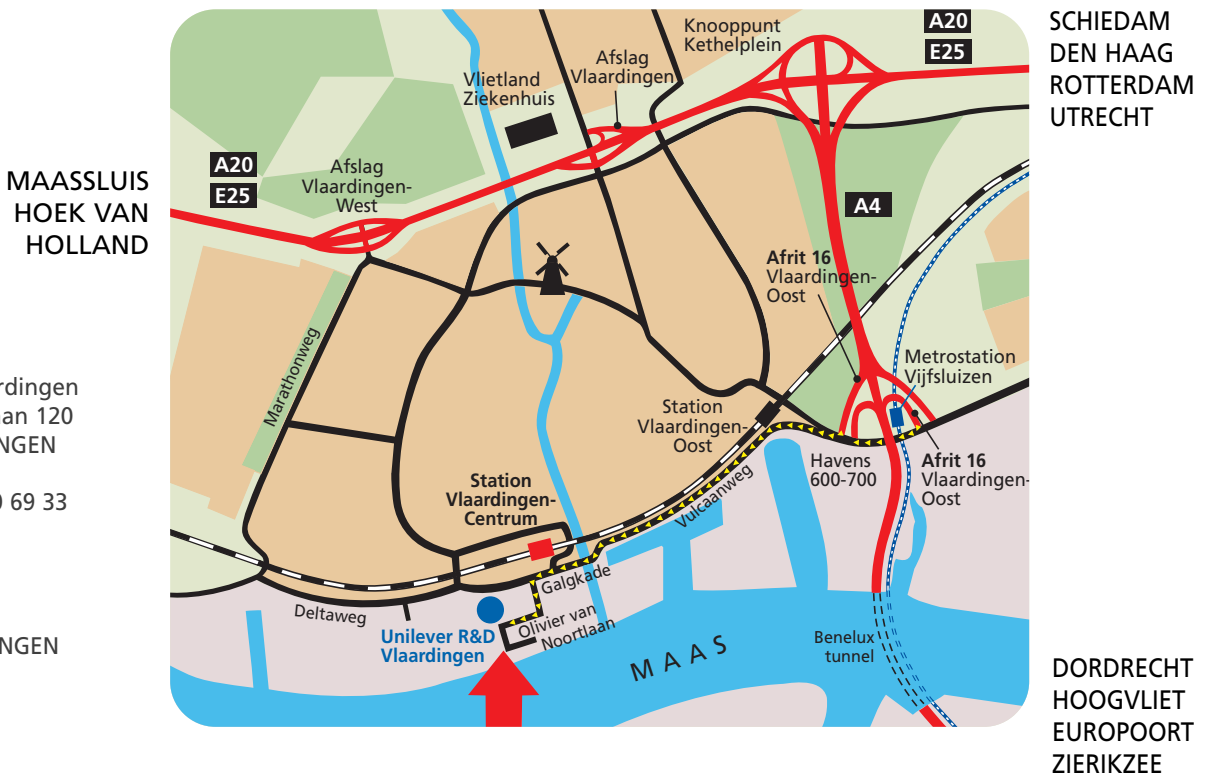 SCHIEDAM
DEN HAAG
ROTTERDAM
UTRECHT
A20
E25
Knooppunt
Kethelplein
Afslag
Vlaardingen
Vlietland
Ziekenhuis
A20
E25
Afslag
Vlaardingen-
West
MAASSLUIS
HOEK VAN
HOLLAND
A4
Afrit 16
Vlaardingen-
Oost
Marathonweg
Metrostation
Vijfsluizen
Station
Vlaardingen-
Oost
Station
Vlaardingen-
Centrum
Vulcaanweg
Havens
600-700
Afrit 16
Vlaardingen-
Oost
Galgkade
Deltaweg
Olivier van
Noortlaan
Unilever R&D
Vlaardingen
MAAS
Benelux
tunnel
DORDRECHT
HOOGVLIET
EUROPOORT
ZIERIKZEE
120
69 33